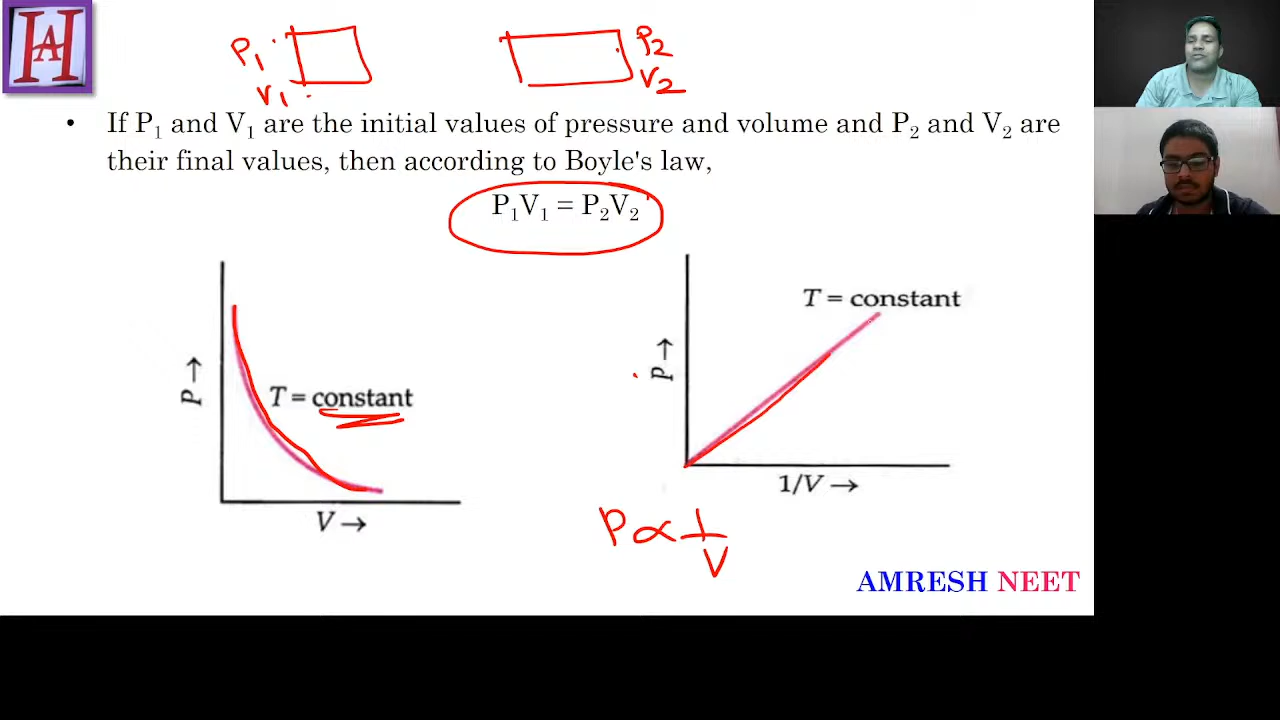 HA
P1 P2
V1 V2
• If P₁ and V₁ are the initial values of pressure and volume and P₂ and V₂ are
their final values, then according to Boyle's law,
P₁V₁ = P₂V₂
T = constant
P →
T = constant
V →
P →
1/V →
P ∝ 1/V
AMRESH NEET